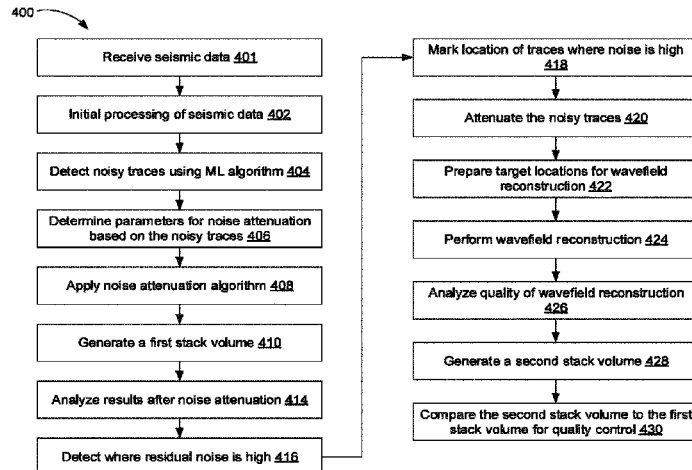 400
Receive seismic data 401
Initial processing of seismic data 402
Detect noisy traces using ML algorithm 404
Determine parameters for noise attenuation
based on the noisy traces 406
Apply noise attenuation algorithm 408
Generate a first stack volume 410
Analyze results after noise attenuation 414
Detect where residual noise is high 416
Mark location of traces where noise is high
418
Attenuate the noisy traces 420
Prepare target locations for wavefield
reconstruction 422
Perform wavefield reconstruction 424
Analyze quality of wavefield reconstruction
426
Generate a second stack volume 428
Compare the second stack volume to the first
stack volume for quality control 430